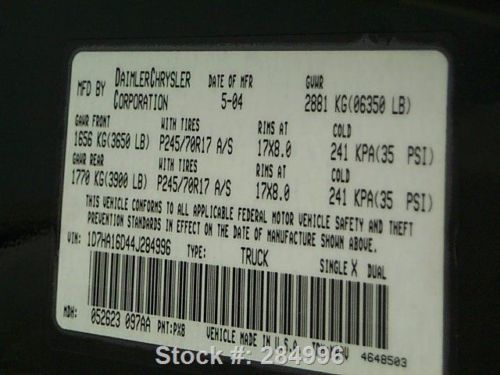 MFD BY DAIMLERCHRYSLER CORPORATION DATE OF MFR 5-04 GVWR 2881 KG(06350 LB)
GAWR FRONT WITH TIRES RIMS AT COLD
1656 KG(3650 LB) P245/70R17 A/S 17X8.0 241 KPA(35 PSI)
GAWR REAR WITH TIRES RIMS AT COLD
1770 KG(3900 LB) P245/70R17 A/S 17X8.0 241 KPA(35 PSI)
THIS VEHICLE CONFORMS TO ALL APPLICABLE FEDERAL MOTOR VEHICLE SAFETY AND THEFT
PREVENTION STANDARDS IN EFFECT ON THE DATE OF MANUFACTURE SHOWN ABOVE.
VIN: 1D7HA16D44J284996 TYPE: TRUCK SINGLE X DUAL
MDH: 052623 097AA PNT: PXB VEHICLE MADE IN U.S.A. 4648503
Stock #: 284996